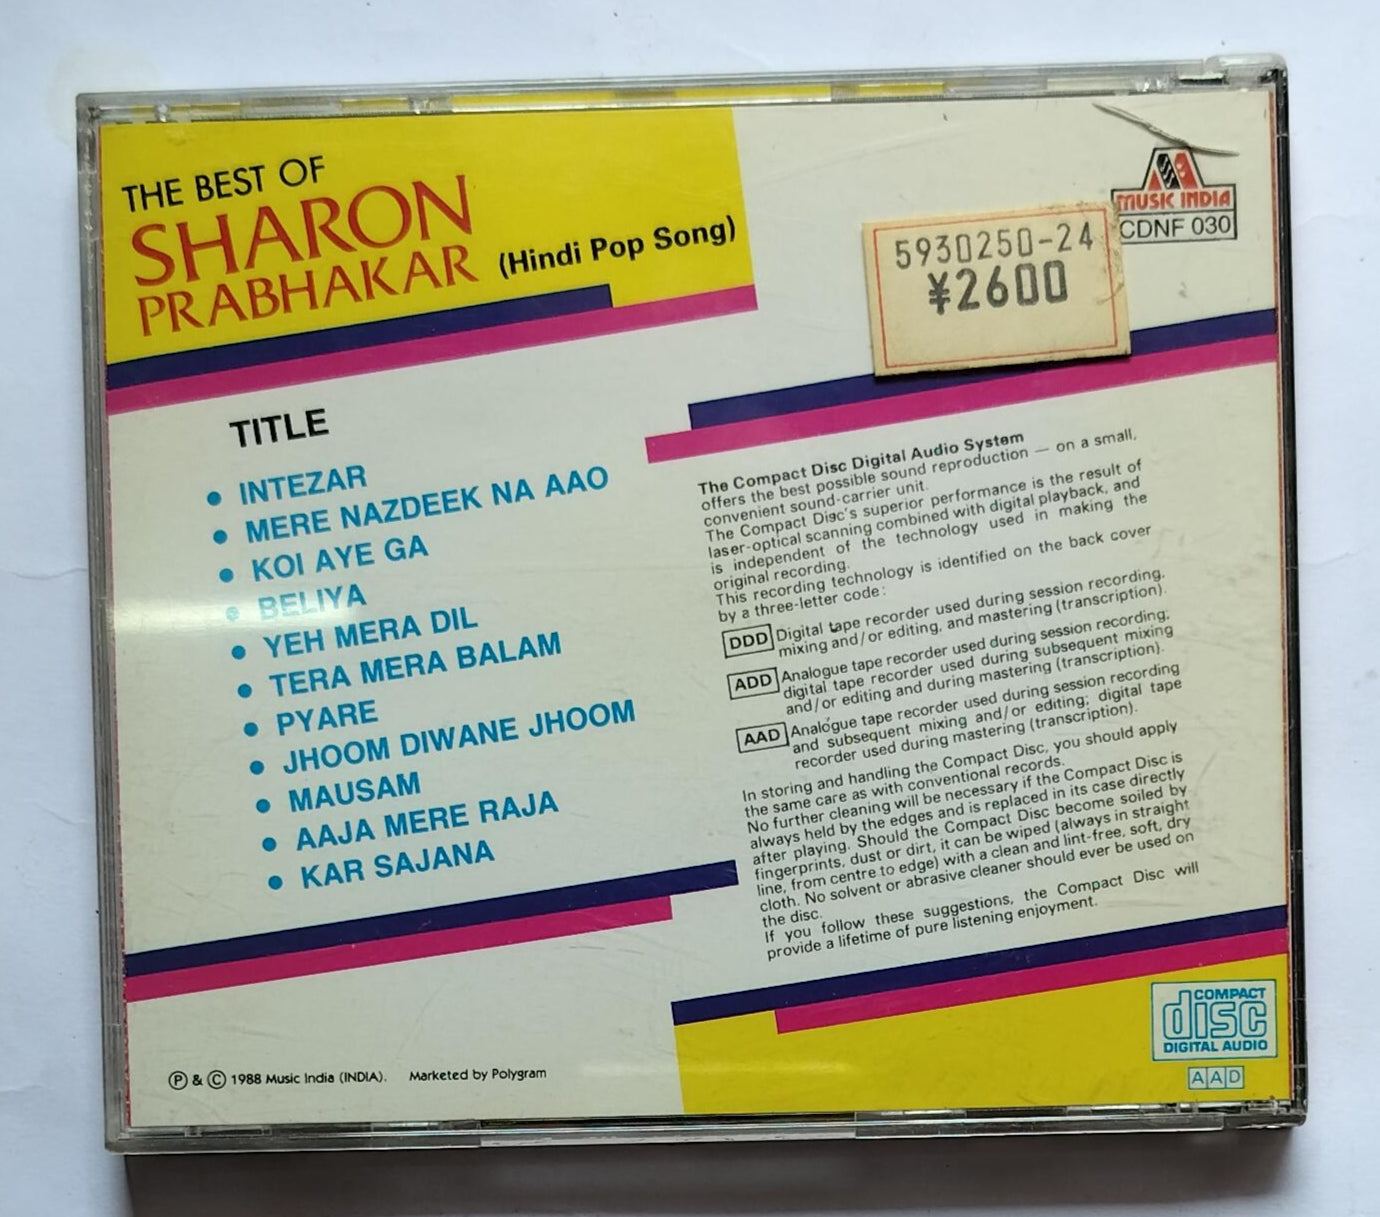 THE BEST OF
SHARON
PRABHAKAR
(Hindi Pop Song)
MUSIC INDIA
CDNF 030
5930250-24
¥2600
TITLE
• INTEZAR
• MERE NAZDEEK NA AAO
• KOI AYE GA
• BELIYA
• YEH MERA DIL
• TERA MERA BALAM
• PYARE
• JHOOM DIWANE JHOOM
• MAUSAM
• AAJA MERE RAJA
• KAR SAJANA
The Compact Disc Digital Audio System
offers the best possible sound reproduction — on a small,
convenient sound-carrier unit.
The Compact Disc's superior performance is the result of
laser-optical scanning combined with digital playback, and
is independent of the technology used in making the
original recording.
This recording technology is identified on the back cover
by a three-letter code:
DDD Digital tape recorder used during session recording,
mixing and/or editing, and mastering (transcription).
ADD Analogue tape recorder used during session recording;
digital tape recorder used during subsequent mixing
and/or editing and during mastering (transcription).
AAD Analogue tape recorder used during session recording
and subsequent mixing and/or editing; digital tape
recorder used during mastering (transcription).
In storing and handling the Compact Disc, you should apply
the same care as with conventional records.
No further cleaning will be necessary if the Compact Disc is
always held by the edges and is replaced in its case directly
after playing. Should the Compact Disc become soiled by
fingerprints, dust or dirt, it can be wiped (always in straight
line, from centre to edge) with a clean and lint-free, soft, dry
cloth. No solvent or abrasive cleaner should ever be used on
the disc.
If you follow these suggestions, the Compact Disc will
provide a lifetime of pure listening enjoyment.
COMPACT
disc
DIGITAL AUDIO
AAD
Ⓟ & © 1988 Music India (INDIA). Marketed by Polygram